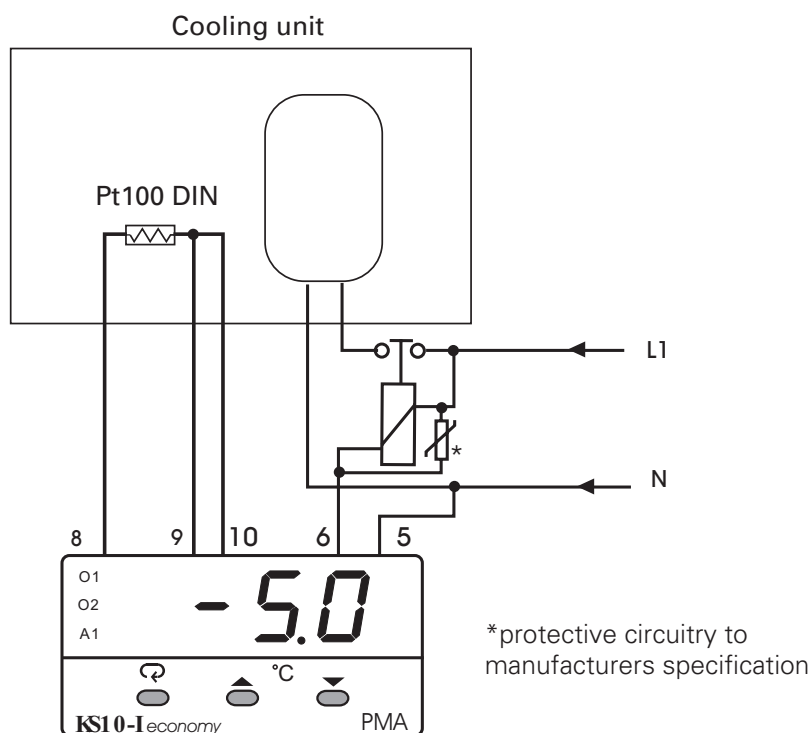 Cooling unit
Pt100 DIN
L1
*
N
8 9 10 6 5
O1
O2
A1
- 5.0
*protective circuitry to
manufacturers specification
°C
KS10-I economy PMA